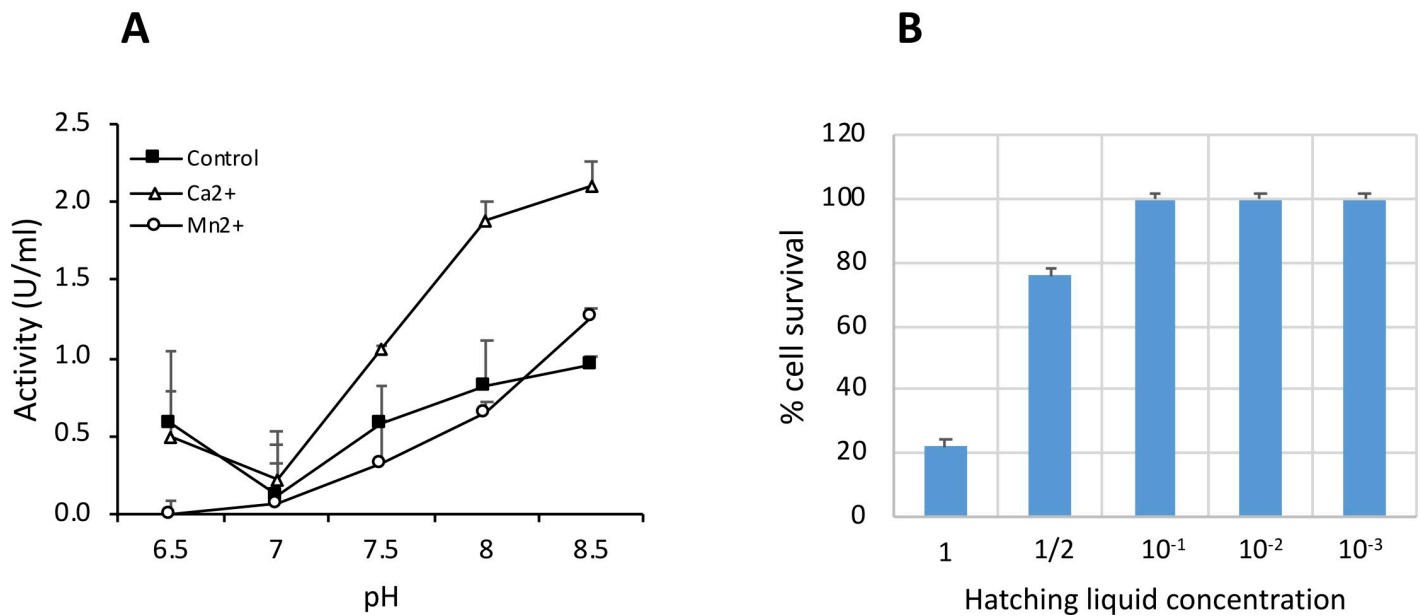 A
Activity (U/ml)
2.5
2.0
1.5
1.0
0.5
0.0
Control
Ca2+
Mn2+
6.5 7 7.5 8 8.5
pH
B
% cell survival
120
100
80
60
40
20
0
1 1/2 10⁻¹ 10⁻² 10⁻³
Hatching liquid concentration